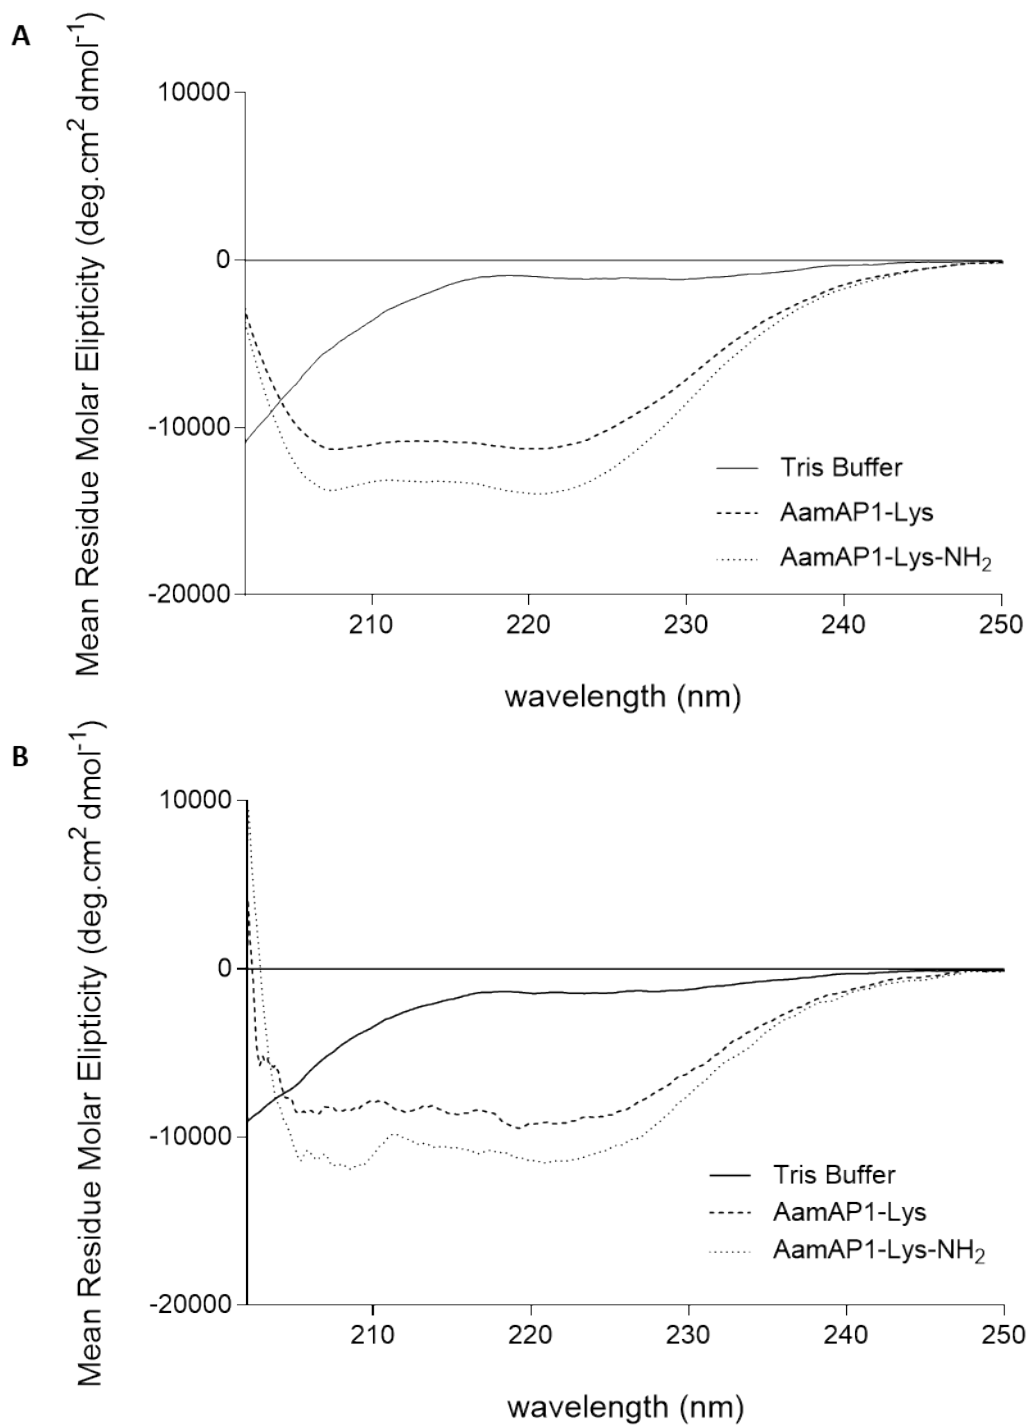 A
Mean Residue Molar Elipticity (deg.cm2 dmol-1)
10000
0
-10000
-20000
Tris Buffer
AamAP1-Lys
AamAP1-Lys-NH2
210 220 230 240 250
wavelength (nm)
B
Mean Residue Molar Elipticity (deg.cm2 dmol-1)
10000
0
-10000
-20000
Tris Buffer
AamAP1-Lys
AamAP1-Lys-NH2
210 220 230 240 250
wavelength (nm)